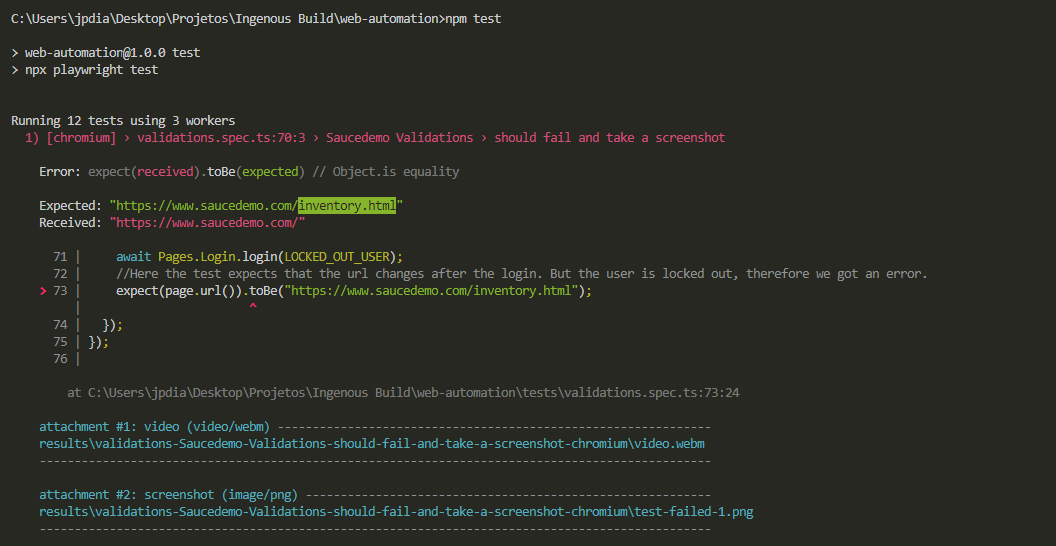 C:\Users\jpdia\Desktop\Projetos\Ingenous Build\web-automation>npm test
> web-automation@1.0.0 test
> npx playwright test
Running 12 tests using 3 workers
1) [chromium] › validations.spec.ts:70:3 › Saucedemo Validations › should fail and take a screenshot
Error: expect(received).toBe(expected) // Object.is equality
Expected: "https://www.saucedemo.com/inventory.html"
Received: "https://www.saucedemo.com/"
71 |     await Pages.Login.login(LOCKED_OUT_USER);
72 |     //Here the test expects that the url changes after the login. But the user is locked out, therefore we got an error.
> 73 |     expect(page.url()).toBe("https://www.saucedemo.com/inventory.html");
|                        ^
74 |   });
75 | });
76 |
at C:\Users\jpdia\Desktop\Projetos\Ingenous Build\web-automation\tests\validations.spec.ts:73:24
attachment #1: video (video/webm) --------------------------------------------------------------
results\validations-Saucedemo-Validations-should-fail-and-take-a-screenshot-chromium\video.webm
------------------------------------------------------------------------------------------------
attachment #2: screenshot (image/png) ----------------------------------------------------------
results\validations-Saucedemo-Validations-should-fail-and-take-a-screenshot-chromium\test-failed-1.png
------------------------------------------------------------------------------------------------